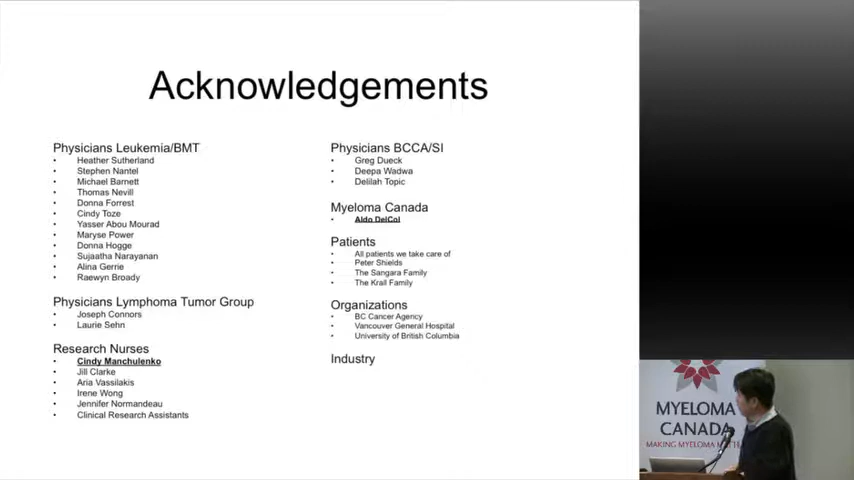 Acknowledgements
Physicians Leukemia/BMT
• Heather Sutherland
• Stephen Nantel
• Michael Barnett
• Thomas Nevill
• Donna Forrest
• Cindy Toze
• Yasser Abou Mourad
• Maryse Power
• Donna Hogge
• Sujaatha Narayanan
• Alina Gerrie
• Raewyn Broady
Physicians Lymphoma Tumor Group
• Joseph Connors
• Laurie Sehn
Research Nurses
• Cindy Manchulenko
• Jill Clarke
• Aria Vassilakis
• Irene Wong
• Jennifer Normandeau
• Clinical Research Assistants
Physicians BCCA/SI
• Greg Dueck
• Deepa Wadwa
• Delilah Topic
Myeloma Canada
• Aldo DelCol
Patients
• All patients we take care of
• Peter Shields
• The Sangara Family
• The Krall Family
Organizations
• BC Cancer Agency
• Vancouver General Hospital
• University of British Columbia
Industry
MYELOMA
CANADA
MAKING MYELOMA